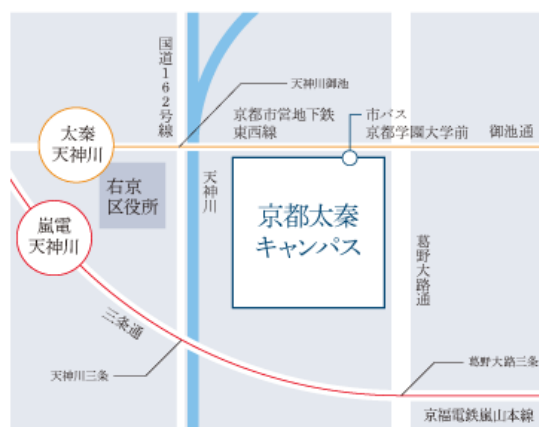 国道162号線
天神川御池
京都市営地下鉄
東西線
市バス
京都学園大学前
御池通
太秦
天神川
右京
区役所
天神川
京都太秦
キャンパス
嵐電
天神川
葛野大路通
三条通
天神川三条
葛野大路三条
京福電鉄嵐山本線